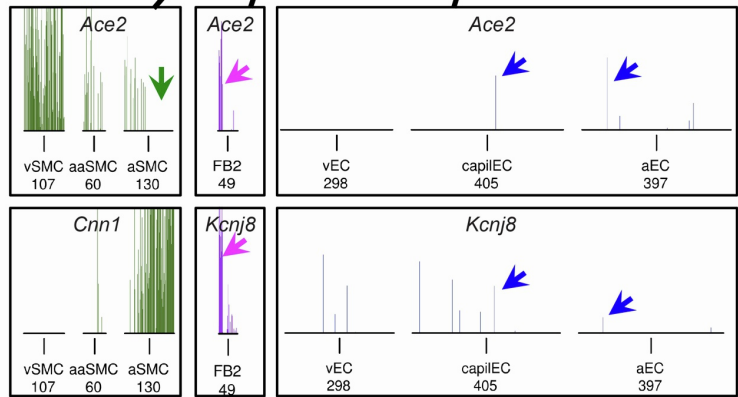 Ace2 Ace2 Ace2
vSMC aaSMC aSMC FB2 vEC capilEC aEC
107 60 130 49 298 405 397
Cnn1 Kcnj8 Kcnj8
vSMC aaSMC aSMC FB2 vEC capilEC aEC
107 60 130 49 298 405 397